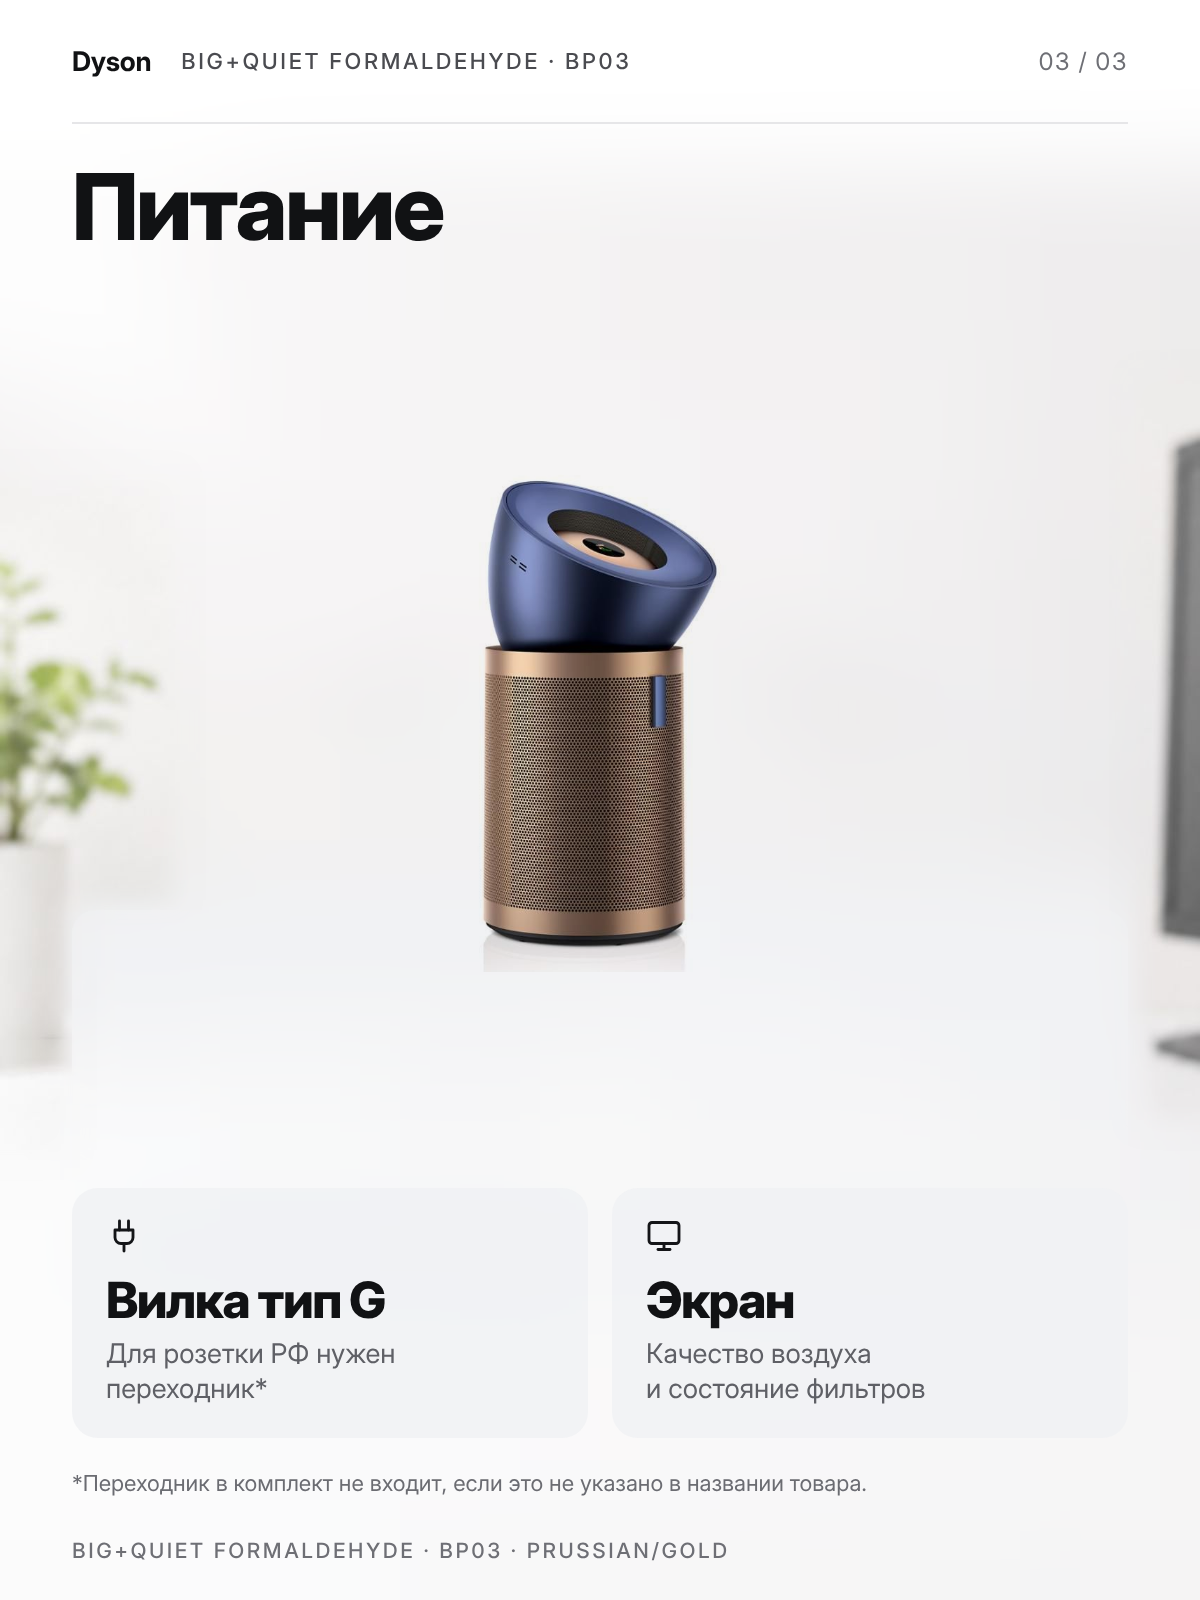 Dyson BIG+QUIET FORMALDEHYDE · BP03 03 / 03
Питание
Вилка тип G
Для розетки РФ нужен
переходник*
Экран
Качество воздуха
и состояние фильтров
*Переходник в комплект не входит, если это не указано в названии товара.
BIG+QUIET FORMALDEHYDE · BP03 · PRUSSIAN/GOLD